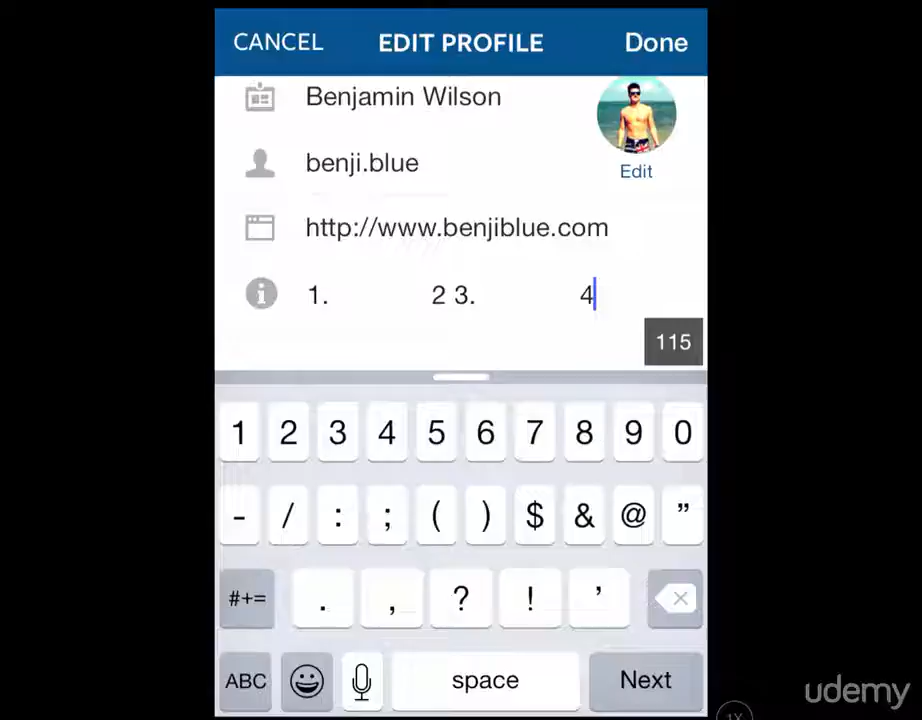 CANCEL EDIT PROFILE Done
Benjamin Wilson
benji.blue
Edit
http://www.benjiblue.com
1. 2 3. 4
115
1 2 3 4 5 6 7 8 9 0
- / : ; ( ) $ & @ ”
#+= . , ? ! ’
ABC space Next
udemy
1X